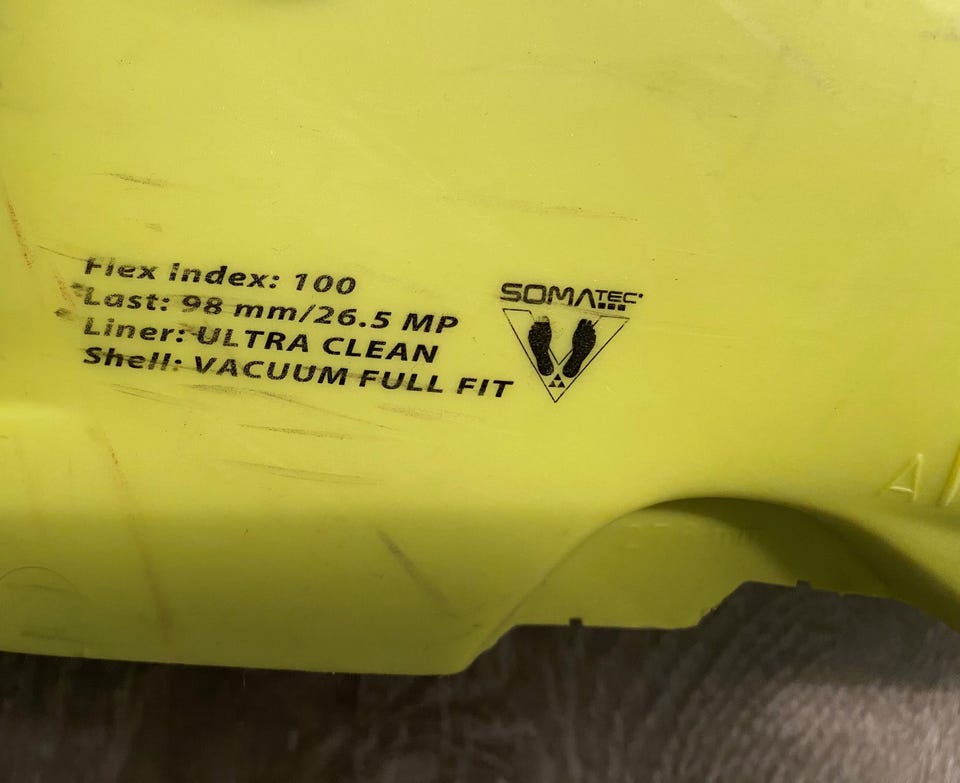 Flex index: 100
Last: 98 mm/26.5 MP
Liner: ULTRA CLEAN
Shell: VACUUM FULL FIT
SOMATEC